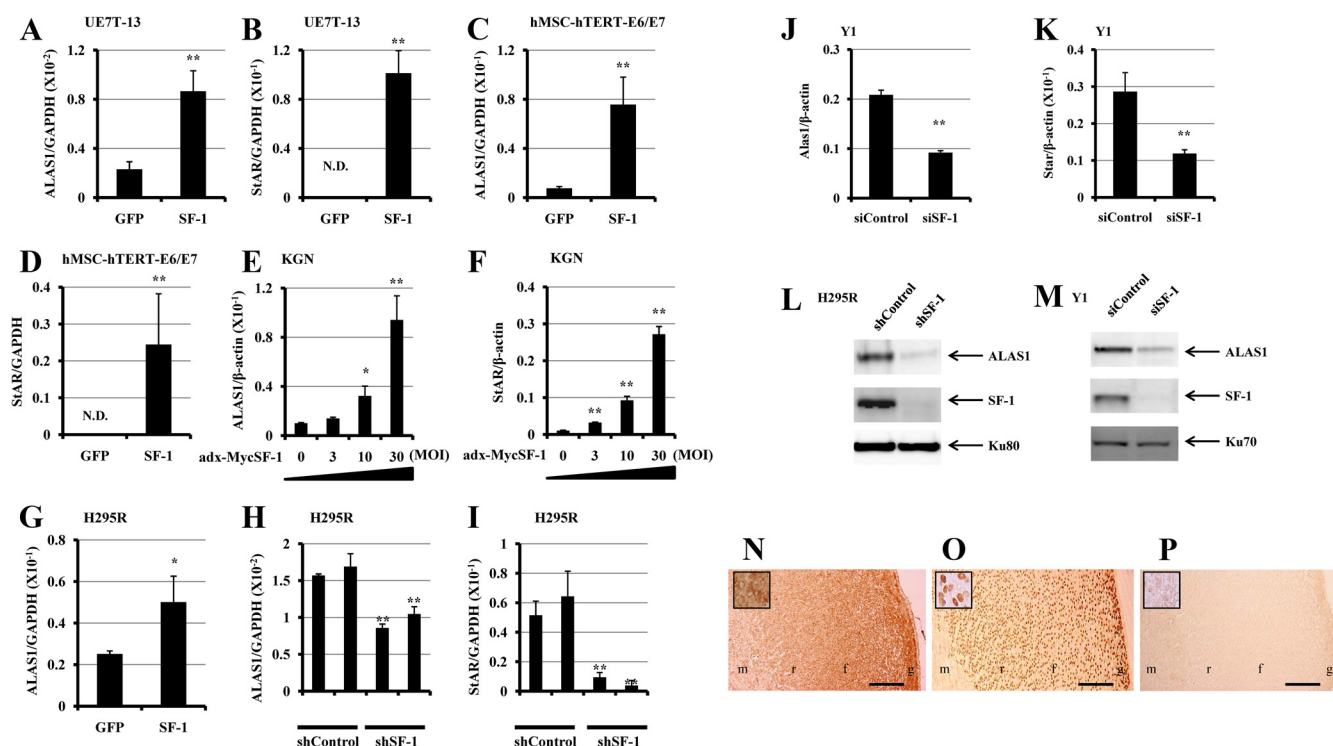 A UE7T-13
ALAS1/GAPDH (X10-2)
1.2
0.8
0.4
0
GFP SF-1
**
B UE7T-13
StAR/GAPDH (X10-1)
1.2
0.8
0.4
0
N.D.
GFP SF-1
**
C hMSC-hTERT-E6/E7
ALAS1/GAPDH (X10-1)
1.2
0.8
0.4
0
GFP SF-1
**
J Y1
Alas1/β-actin
0.3
0.2
0.1
0
siControl siSF-1
**
K Y1
Star/β-actin (X10-1)
0.4
0.3
0.2
0.1
0
siControl siSF-1
**
D hMSC-hTERT-E6/E7
StAR/GAPDH
0.4
0.3
0.2
0.1
0
N.D.
GFP SF-1
**
E KGN
ALAS1/β-actin (X10-1)
1.2
0.8
0.4
0
* **
adx-MycSF-1 0 3 10 30 (MOI)
F KGN
StAR/β-actin
0.4
0.3
0.2
0.1
0
** ** **
adx-MycSF-1 0 3 10 30 (MOI)
L H295R
shControl shSF-1
ALAS1
SF-1
Ku80
M Y1
siControl siSF-1
ALAS1
SF-1
Ku70
G H295R
ALAS1/GAPDH (X10-1)
0.8
0.6
0.4
0.2
0
GFP SF-1
*
H H295R
ALAS1/GAPDH (X10-2)
2
1.5
1
0.5
0
** **
shControl shSF-1
I H295R
StAR/GAPDH (X10-1)
1
0.8
0.6
0.4
0.2
0
** **
shControl shSF-1
N
m r f g
O
m r f g
P
m r f g